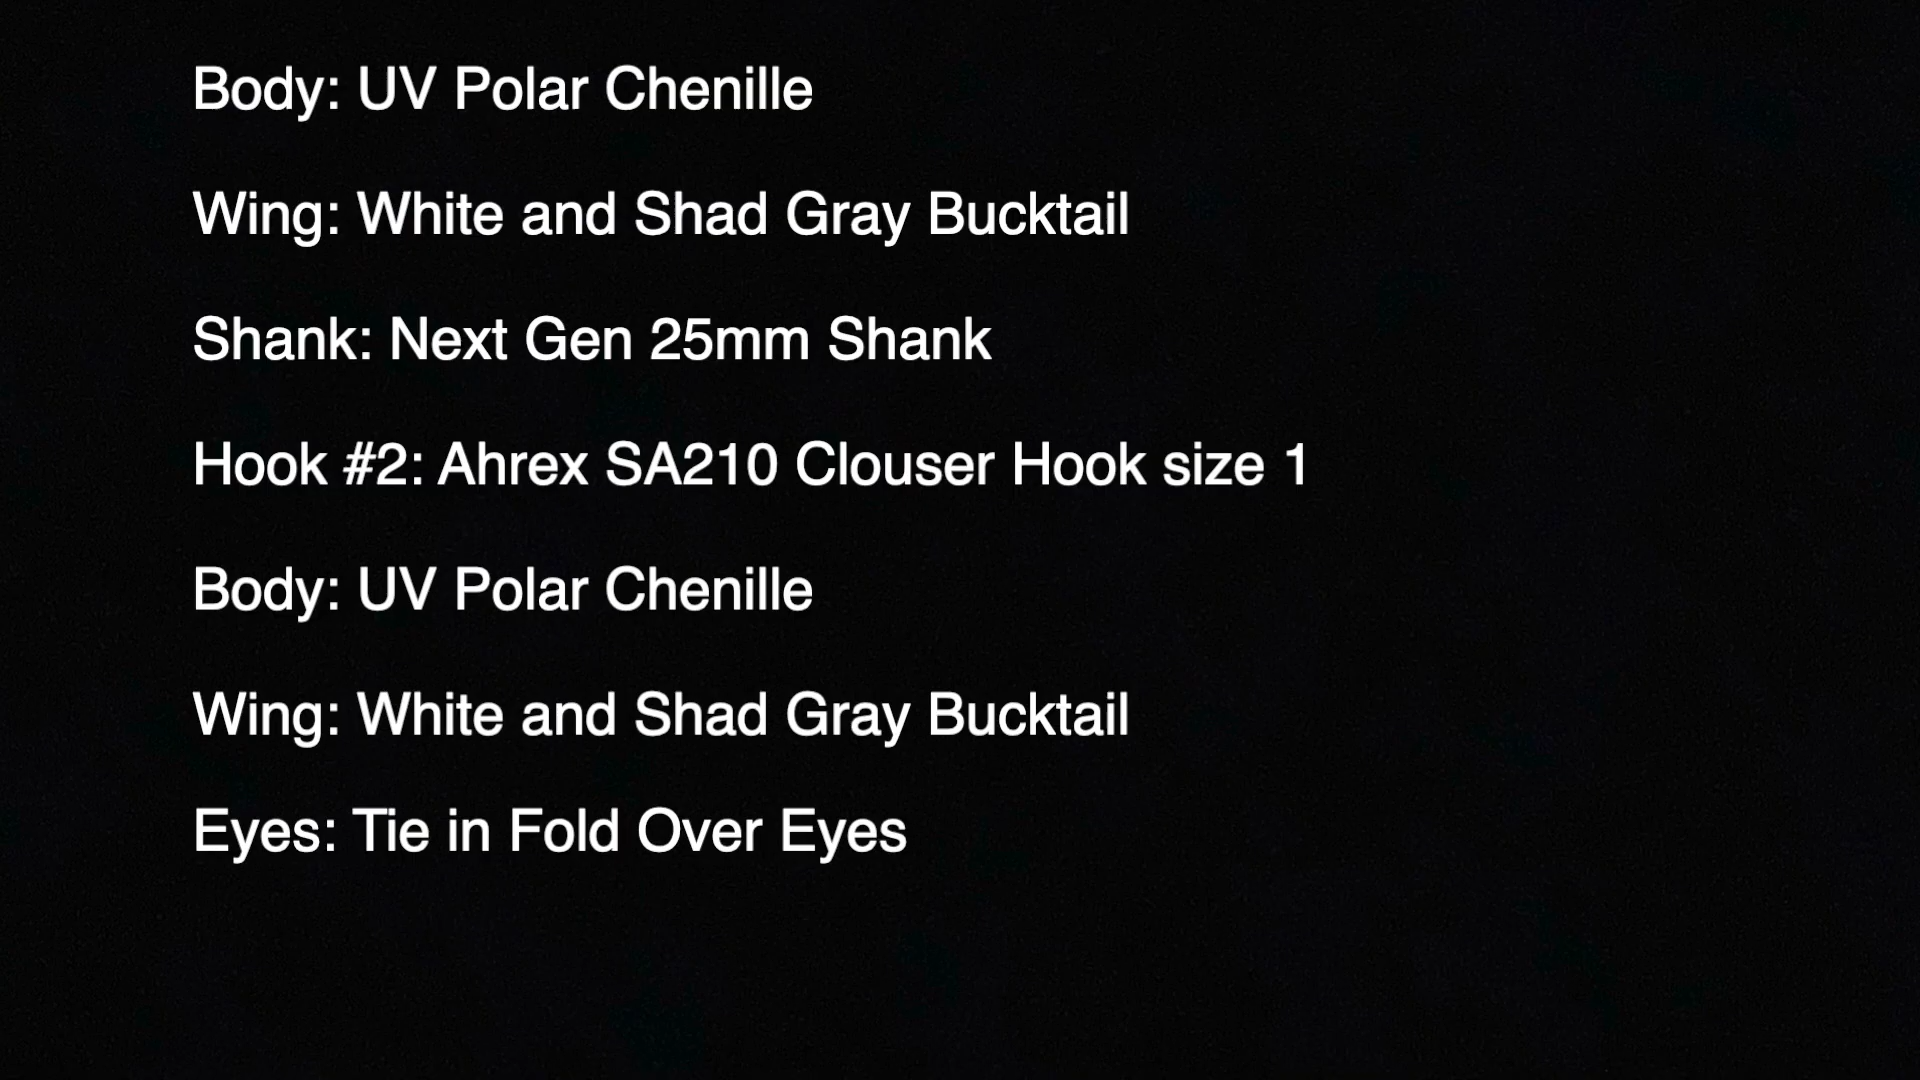 Body: UV Polar Chenille
Wing: White and Shad Gray Bucktail
Shank: Next Gen 25mm Shank
Hook #2: Ahrex SA210 Clouser Hook size 1
Body: UV Polar Chenille
Wing: White and Shad Gray Bucktail
Eyes: Tie in Fold Over Eyes